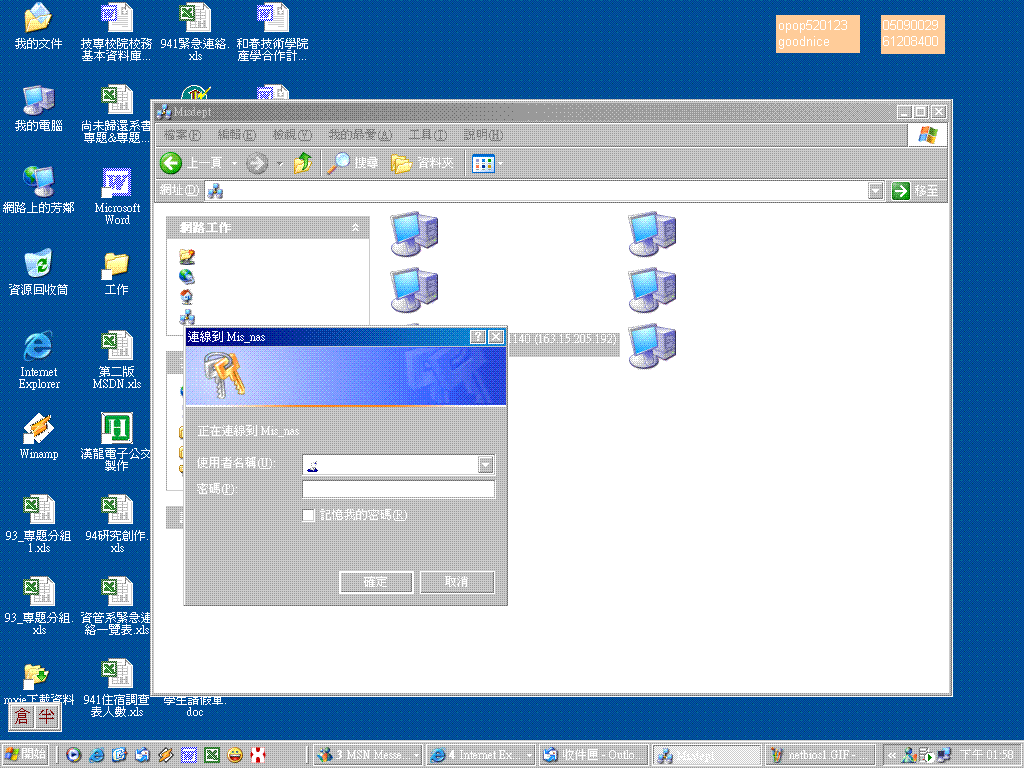 我的文件
技專校院校務
基本資料庫...
941緊急連絡.
xls
和春技術學院
產學合作計...
opop520123
goodnice
05090029
61208400
我的電腦
尚未歸還系書
專題&專題...
網路上的芳鄰
Microsoft
Word
資源回收筒
工作
Internet
Explorer
第二版
MSDN.xls
Winamp
漢龍電子公文
製作
93_專題分組
1.xls
94研究創作.
xls
93_專題分組.
xls
資管系緊急連
絡一覽表.xls
mxie下載資料
941住宿調查
表人數.xls
學生請假單.
doc
Misdept
檔案(F) 編輯(E) 檢視(V) 我的最愛(A) 工具(T) 說明(H)
上一頁 搜尋 資料夾
網址(D) 移至
網路工作
1140 (163.15.205.192)
連線到 Mis_nas
正在連線到 Mis_nas
使用者名稱(U):
密碼(P):
記憶我的密碼(R)
確定 取消
倉 半
開始 3 MSN Messe... 4 Internet Ex... 收件匣 - Outlo... Misdept netbios1 GIF-... « 下午 01:58